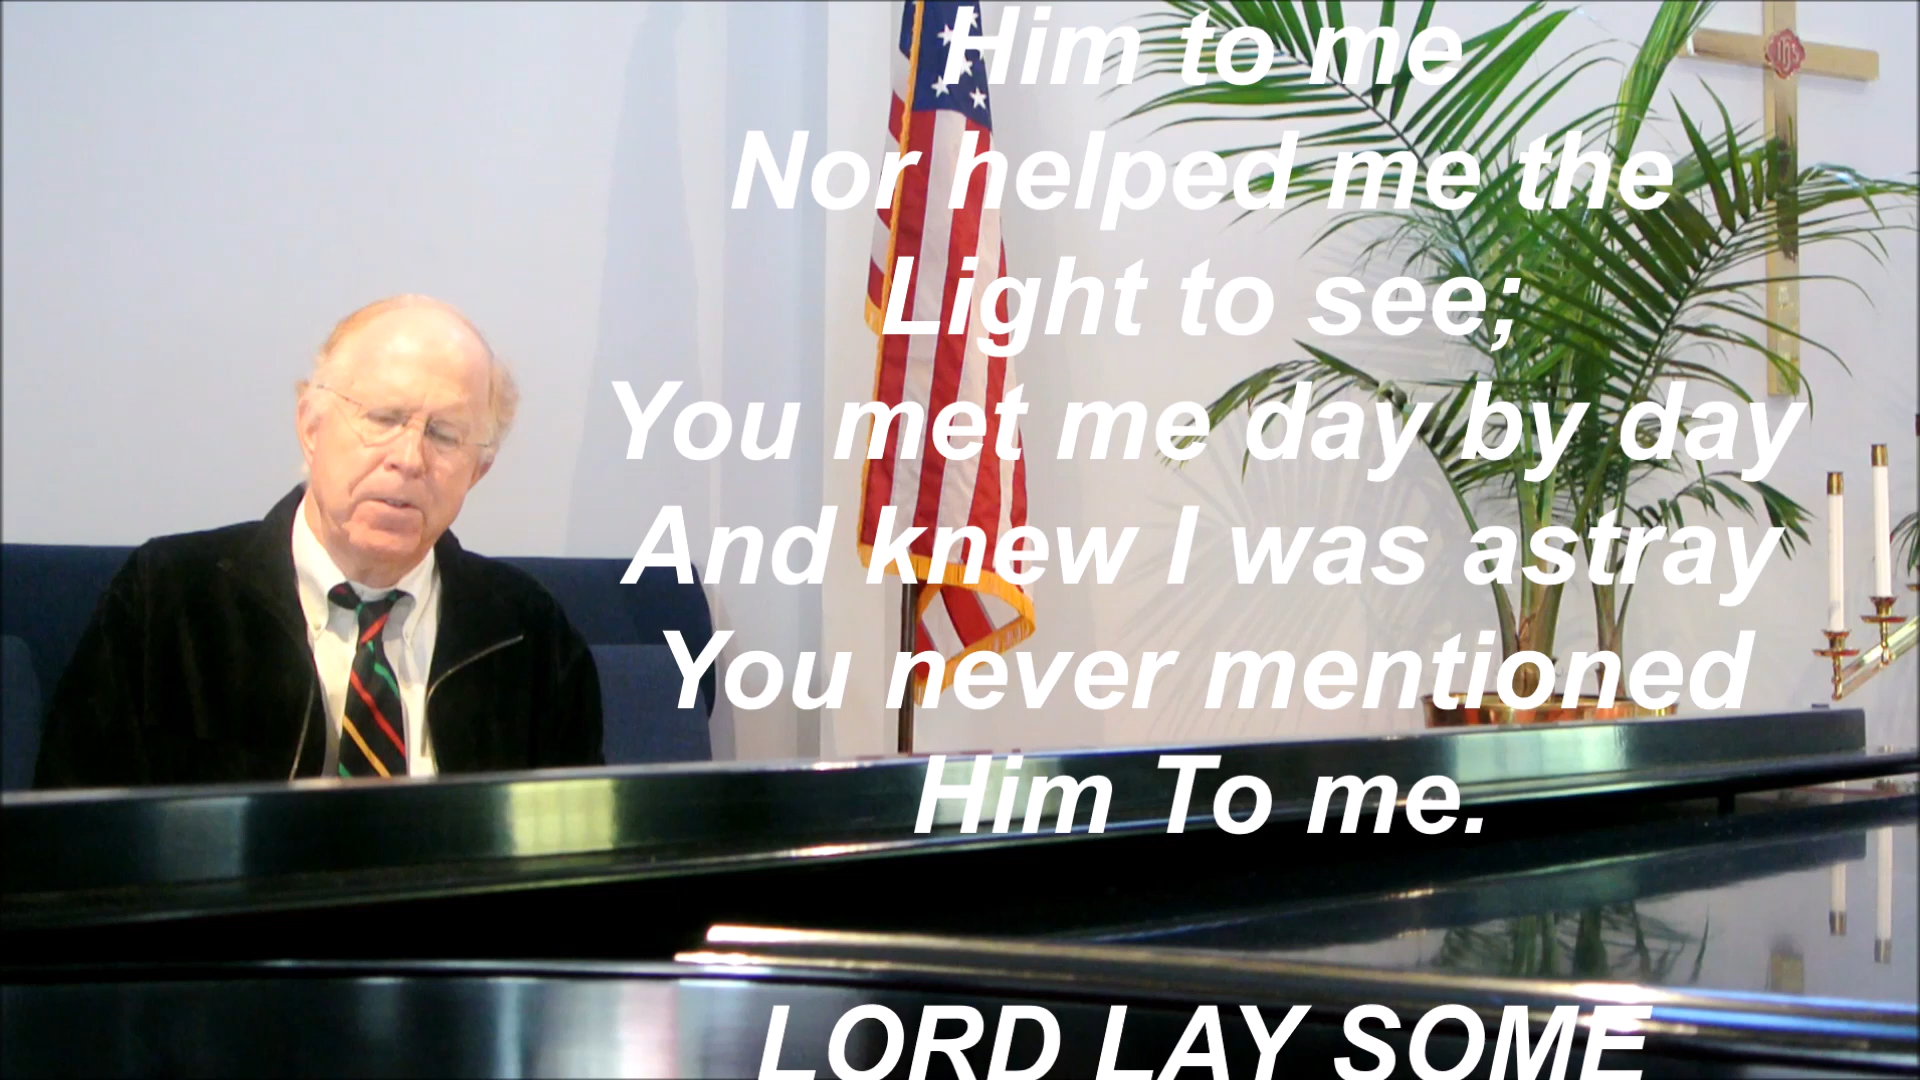 Him to me
Nor helped me the
Light to see;
You met me day by day
And knew I was astray
You never mentioned
Him To me.
LORD LAY SOME
ihs